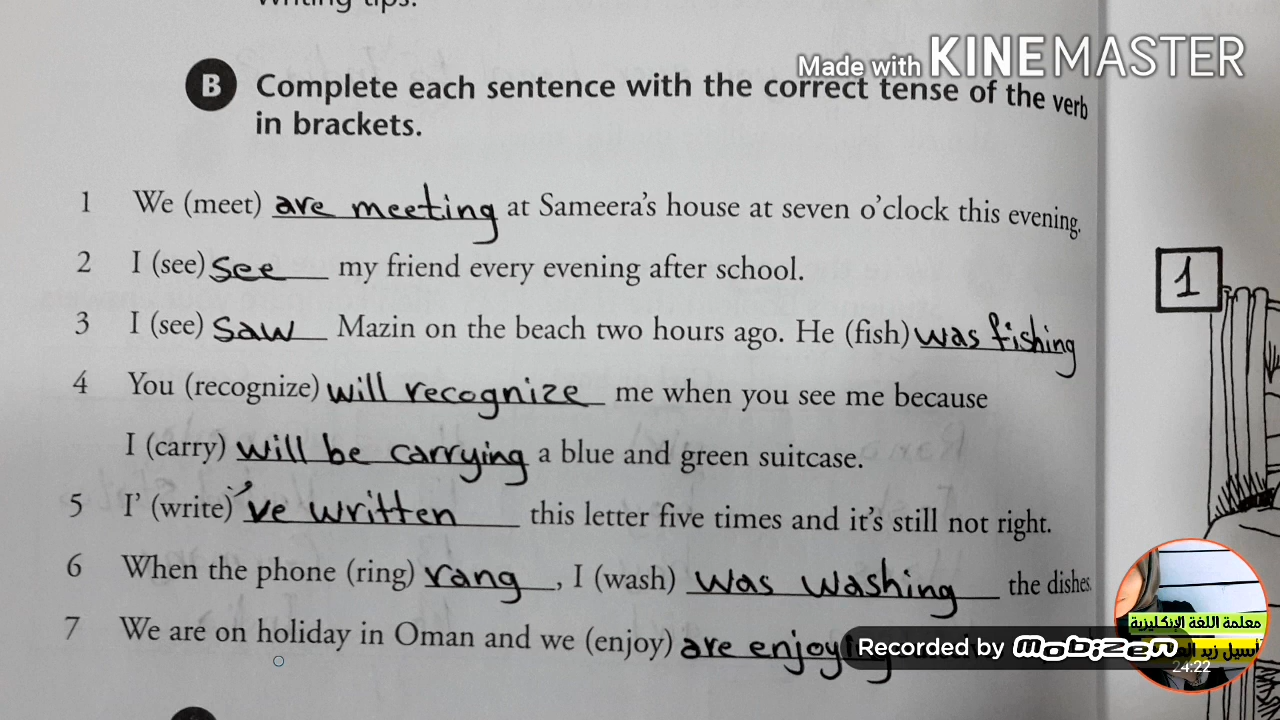 writing tips.
Made with KINEMASTER
B Complete each sentence with the correct tense of the verb
in brackets.
1 We (meet) are meeting at Sameera's house at seven o'clock this evening.
2 I (see) see my friend every evening after school.
3 I (see) saw Mazin on the beach two hours ago. He (fish) was fishing
1
4 You (recognize) will recognize me when you see me because
I (carry) will be carrying a blue and green suitcase.
5 I' (write) 've written this letter five times and it's still not right.
6 When the phone (ring) rang, I (wash) was washing the dishes
7 We are on holiday in Oman and we (enjoy) are enjoying
معلمة اللغة الإنكليزية
أسيل زيد
Recorded by mobizen
24:22